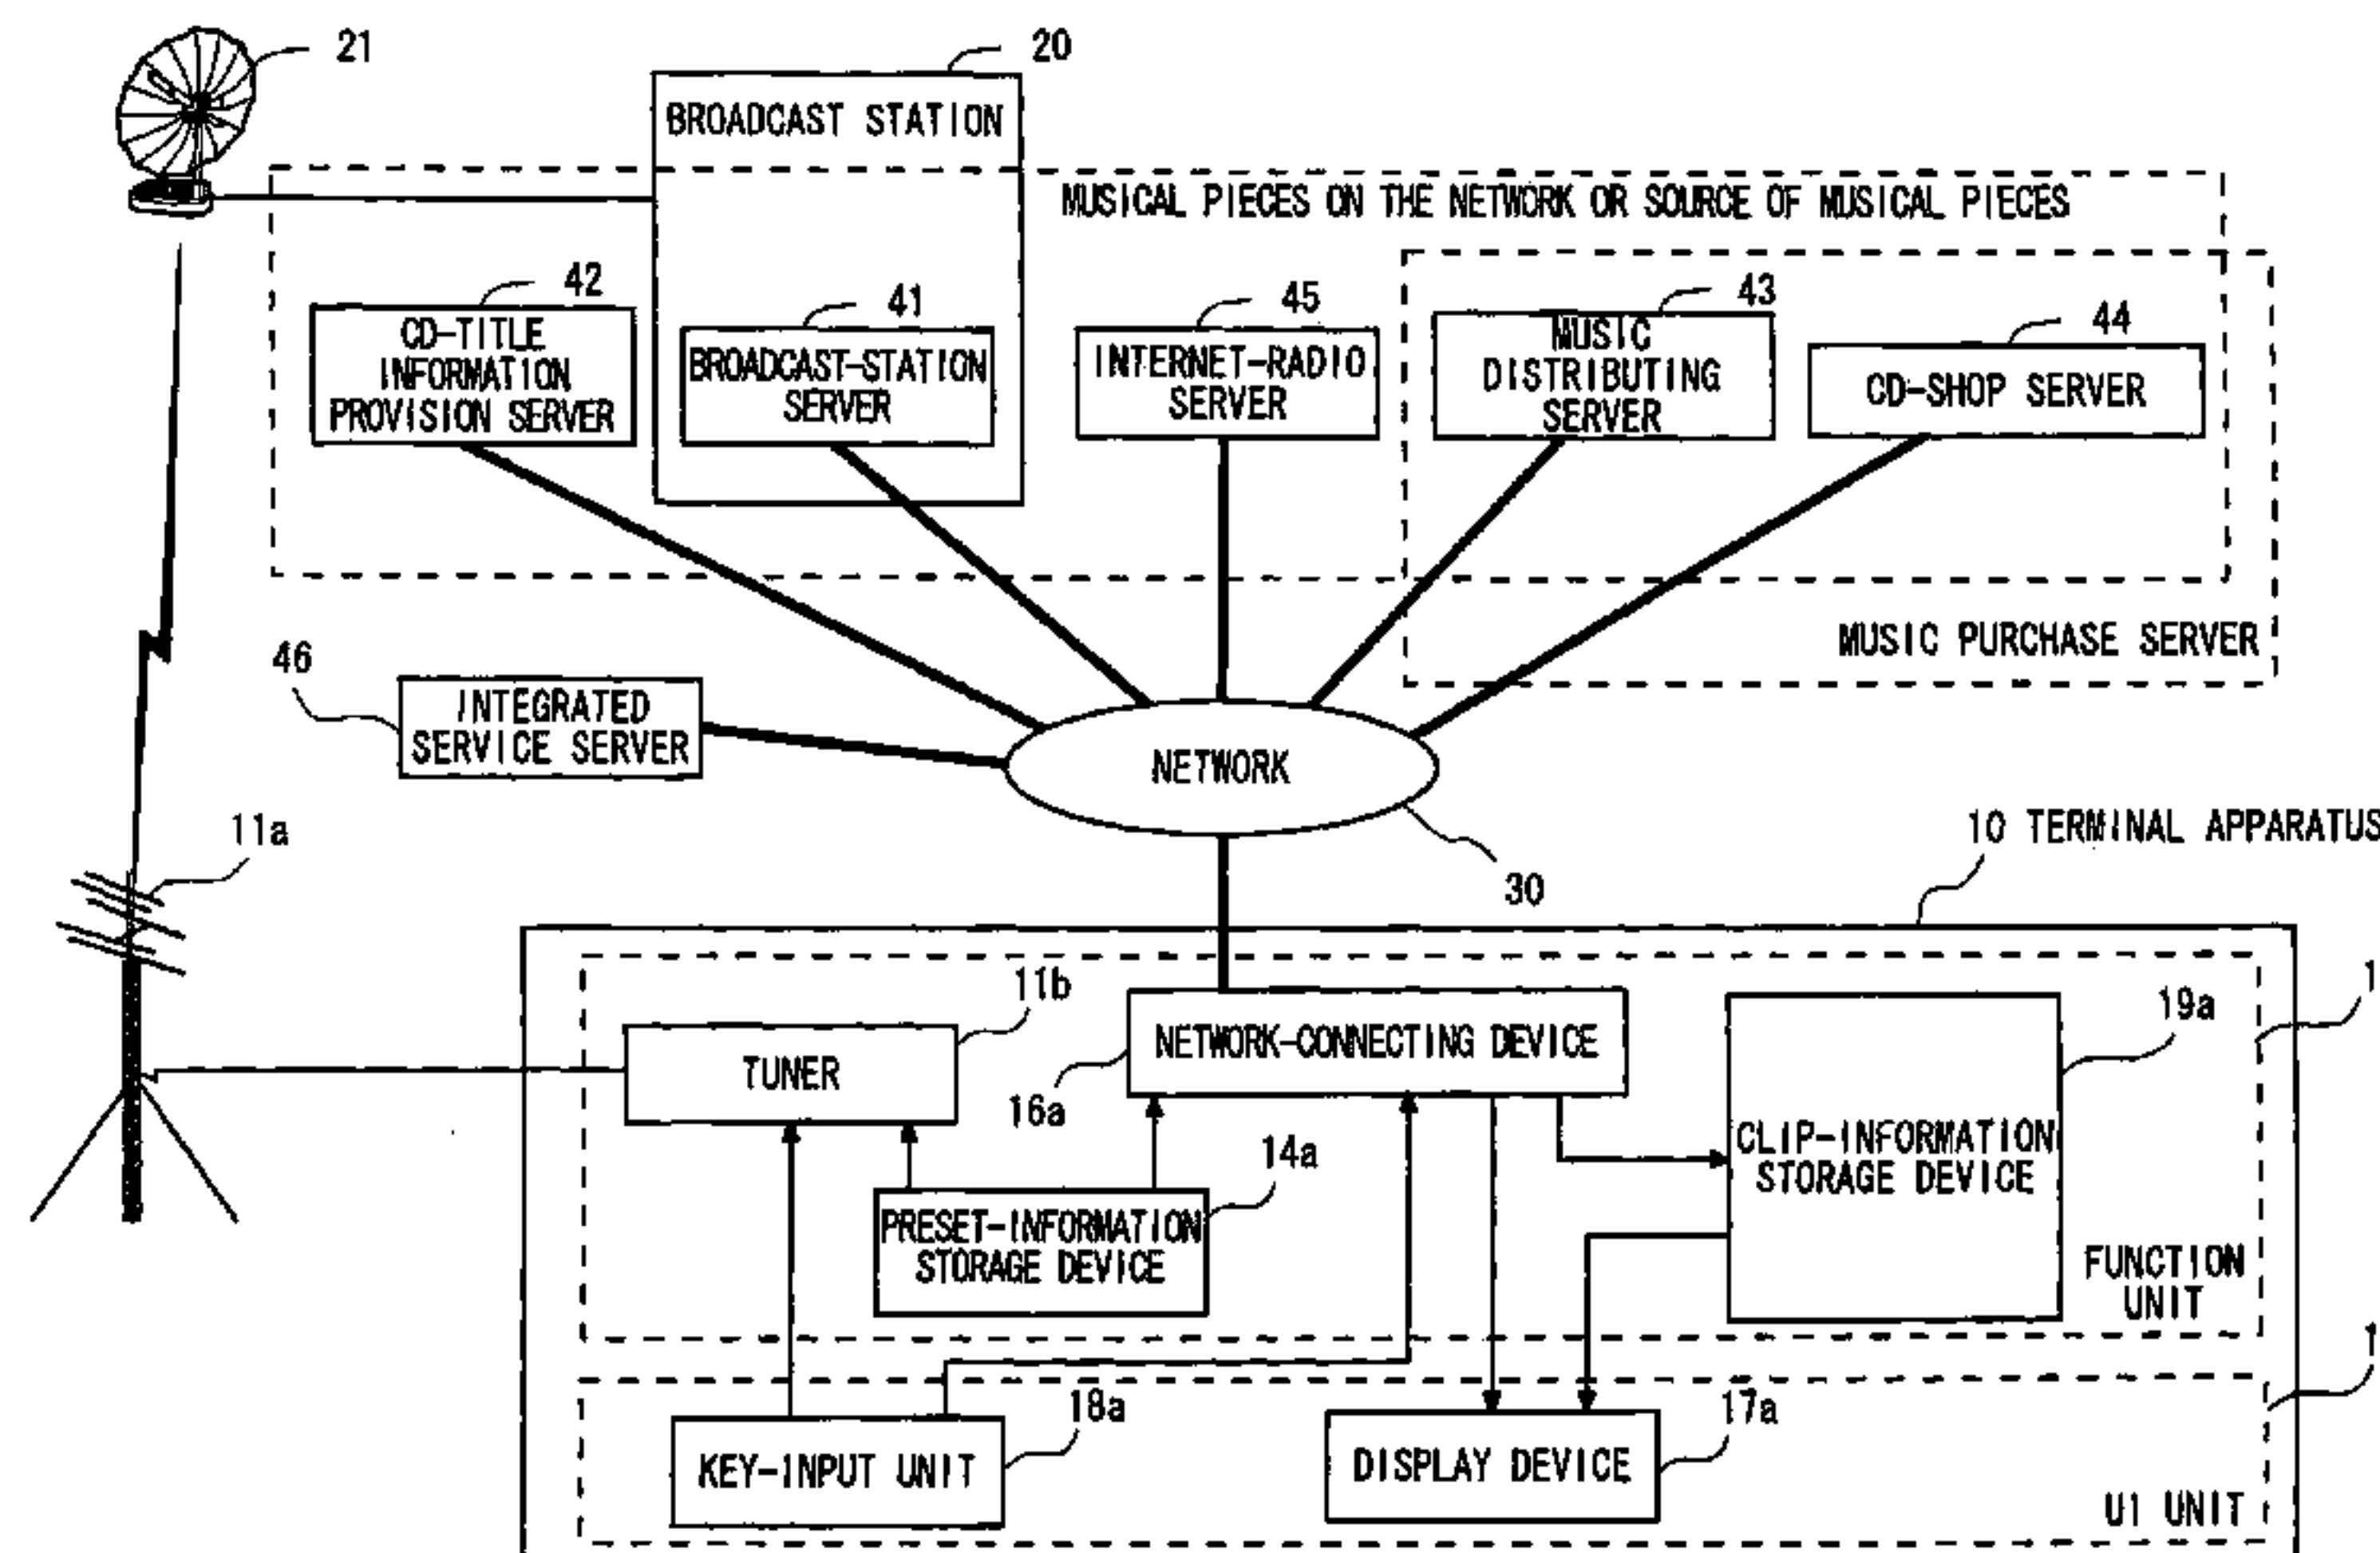 21
20
BROADCAST STATION
MUSICAL PIECES ON THE NETWORK OR SOURCE OF MUSICAL PIECES
42
CD-TITLE
INFORMATION
PROVISION SERVER
41
BROADCAST-STATION
SERVER
45
INTERNET-RADIO
SERVER
43
MUSIC
DISTRIBUTING
SERVER
44
CD-SHOP SERVER
MUSIC PURCHASE SERVER
46
INTEGRATED
SERVICE SERVER
NETWORK
30
11a
10 TERMINAL APPARATUS
11b
TUNER
NETWORK-CONNECTING DEVICE
16a
19a
1
CLIP-INFORMATION
STORAGE DEVICE
14a
PRESET-INFORMATION
STORAGE DEVICE
FUNCTION
UNIT
1
18a
KEY-INPUT UNIT
17a
DISPLAY DEVICE
UI UNIT